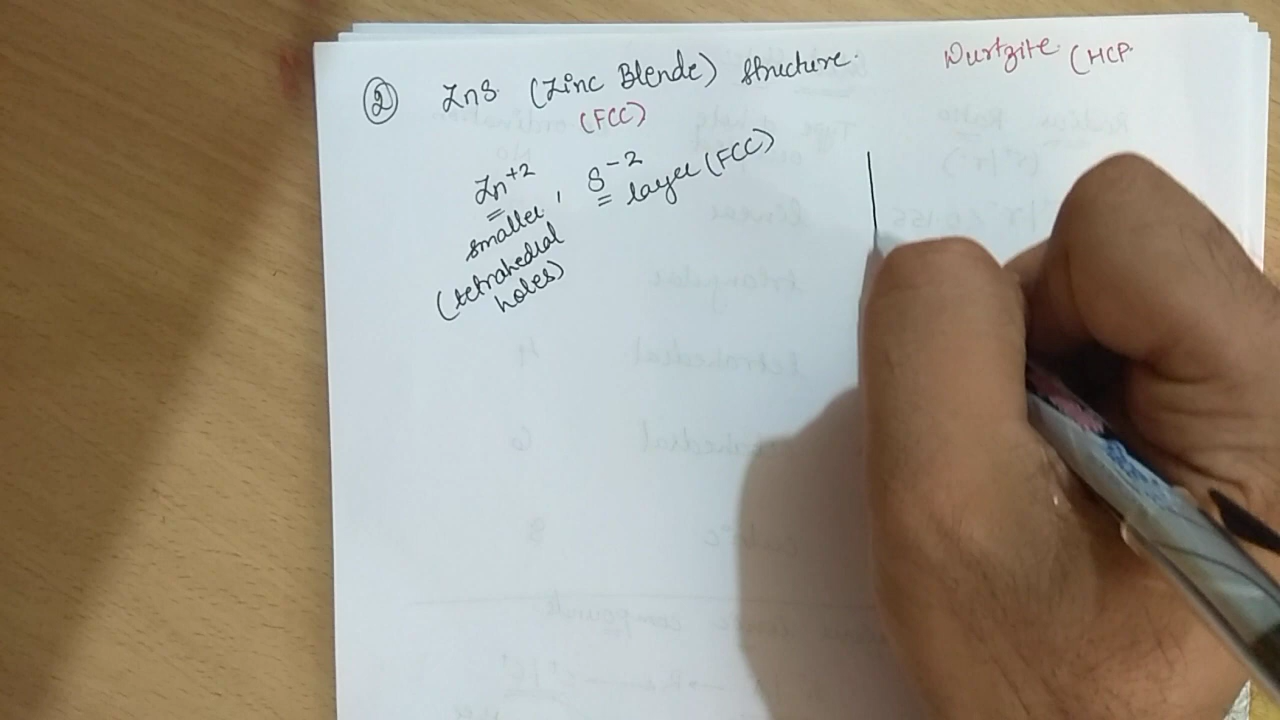 ② ZnS. (Zinc Blende) structure. Wurtzite. (HCP
(FCC)
Zn+2 , S-2 layer (FCC)
smaller
(tetrahedral
holes)